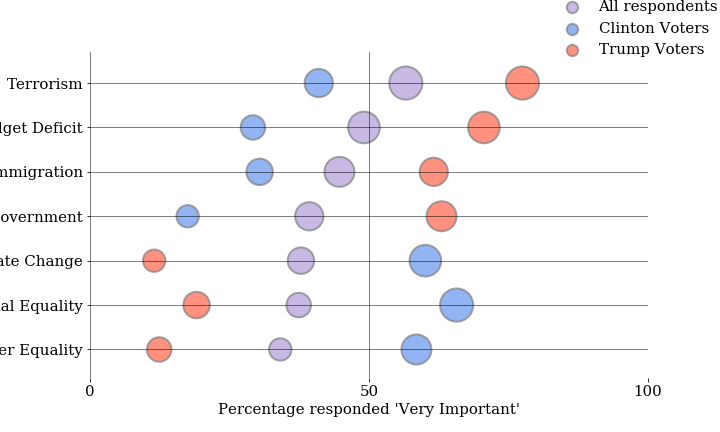 All respondents
Clinton Voters
Trump Voters
Terrorism
dget Deficit
mmigration
overnment
ate Change
al Equality
er Equality
0 50 100
Percentage responded 'Very Important'